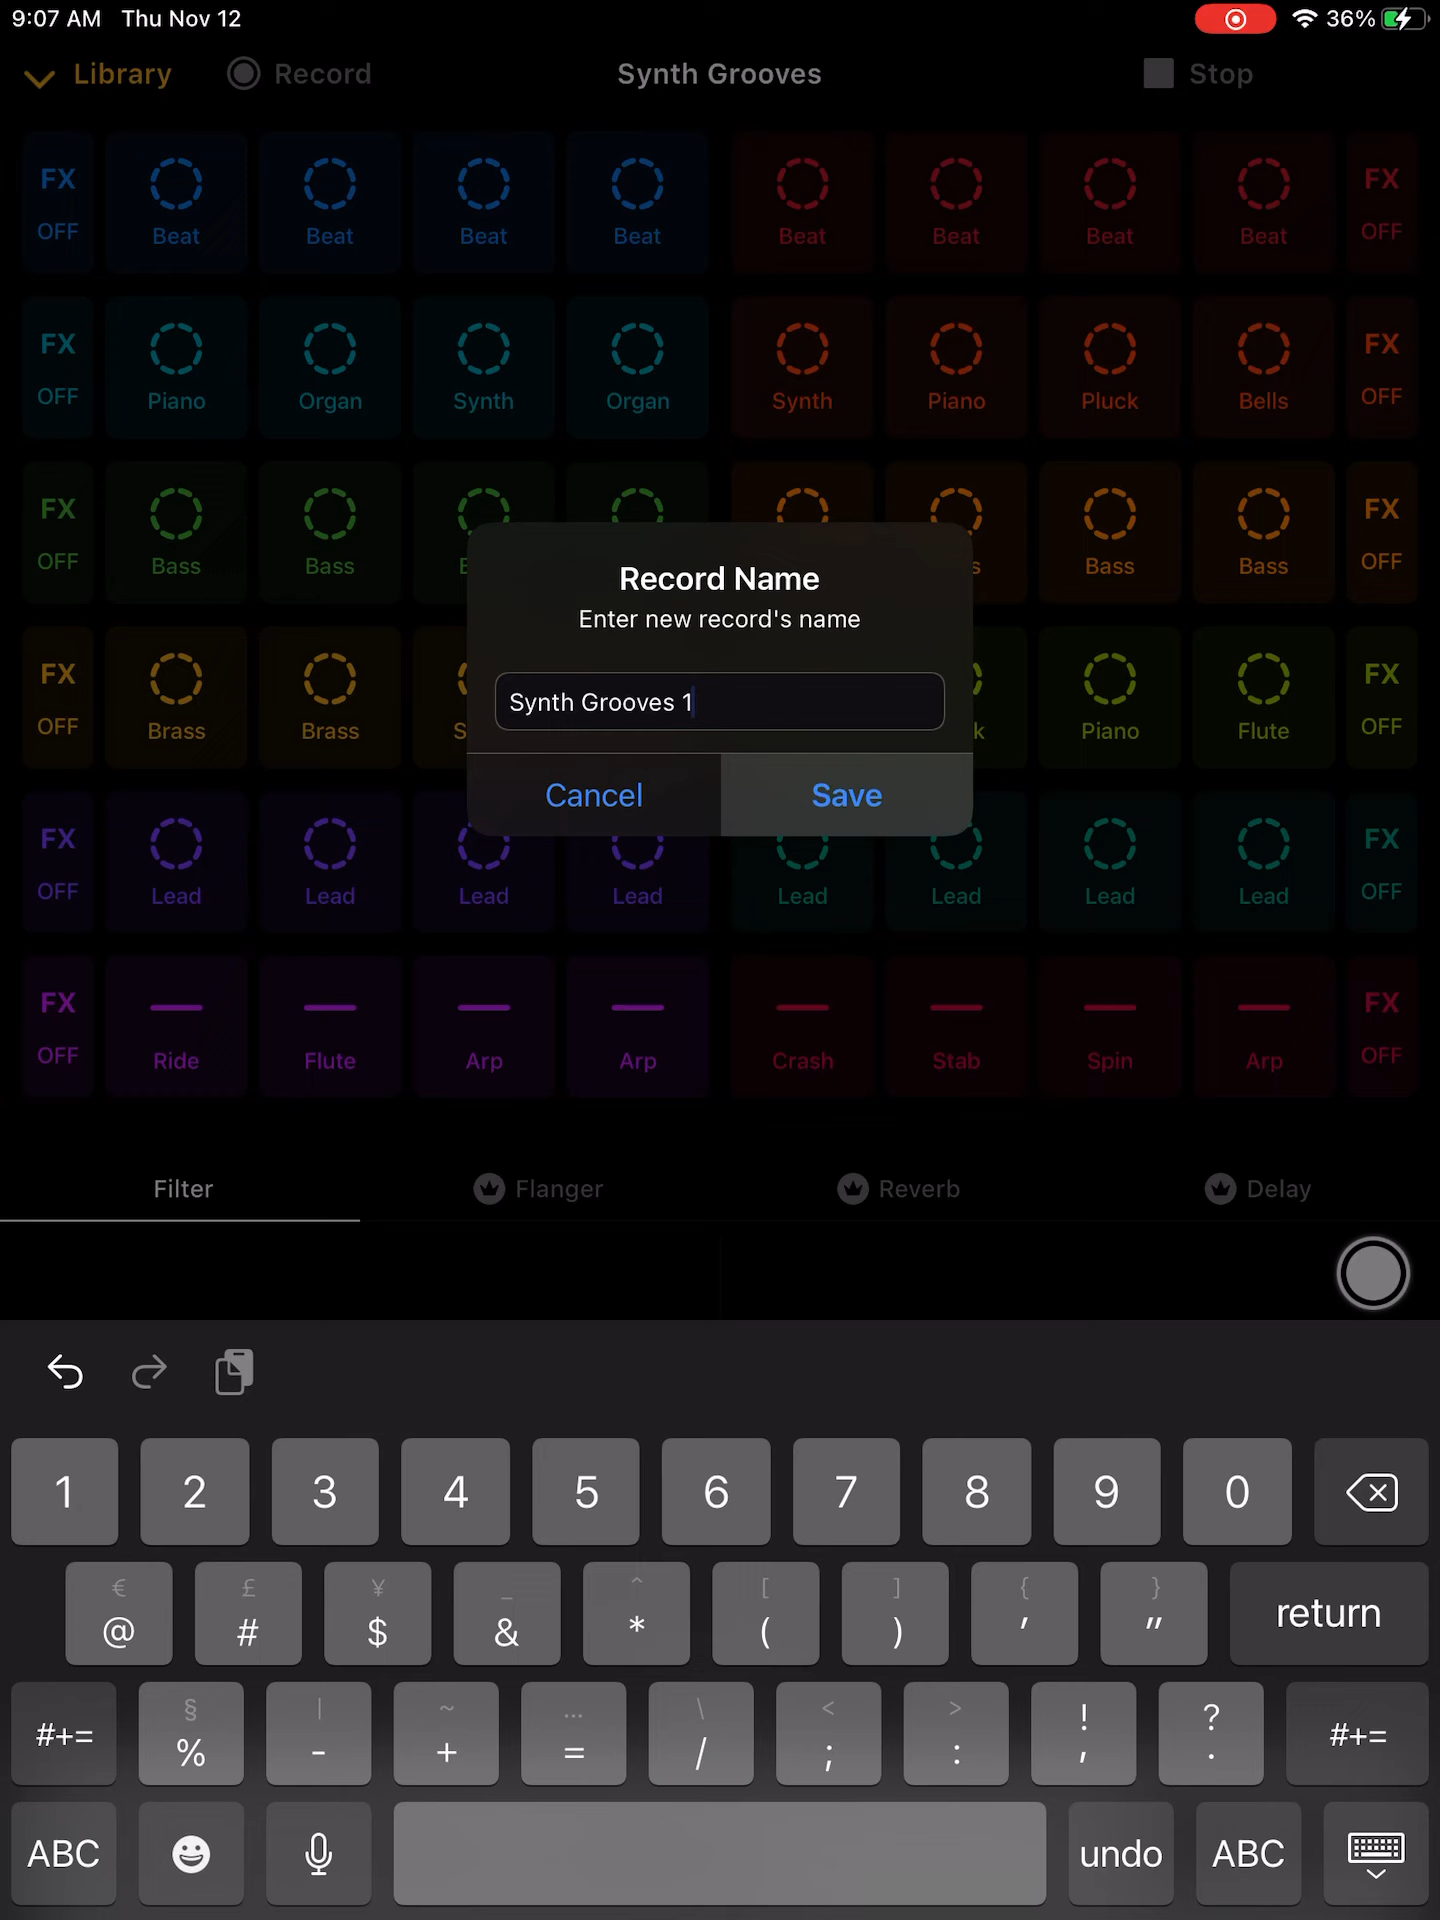 9:07 AM Thu Nov 12 36%
Library Record Synth Grooves Stop
FX Beat Beat Beat Beat Beat Beat Beat Beat FX
OFF OFF
FX Piano Organ Synth Organ Synth Piano Pluck Bells FX
OFF OFF
FX Bass Bass Bass Bass FX
OFF OFF
Record Name
Enter new record's name
FX Brass Brass Piano Flute FX
OFF OFF
Synth Grooves 1
Cancel Save
FX Lead Lead Lead Lead Lead Lead Lead Lead FX
OFF OFF
FX Ride Flute Arp Arp Crash Stab Spin Arp FX
OFF OFF
Filter Flanger Reverb Delay
1 2 3 4 5 6 7 8 9 0
€ £ ¥ _ ^ [ ] { }
@ # $ & * ( ) ' " return
§ | ~ … \ < > ! ?
#+= % - + = / ; : , . #+=
ABC undo ABC